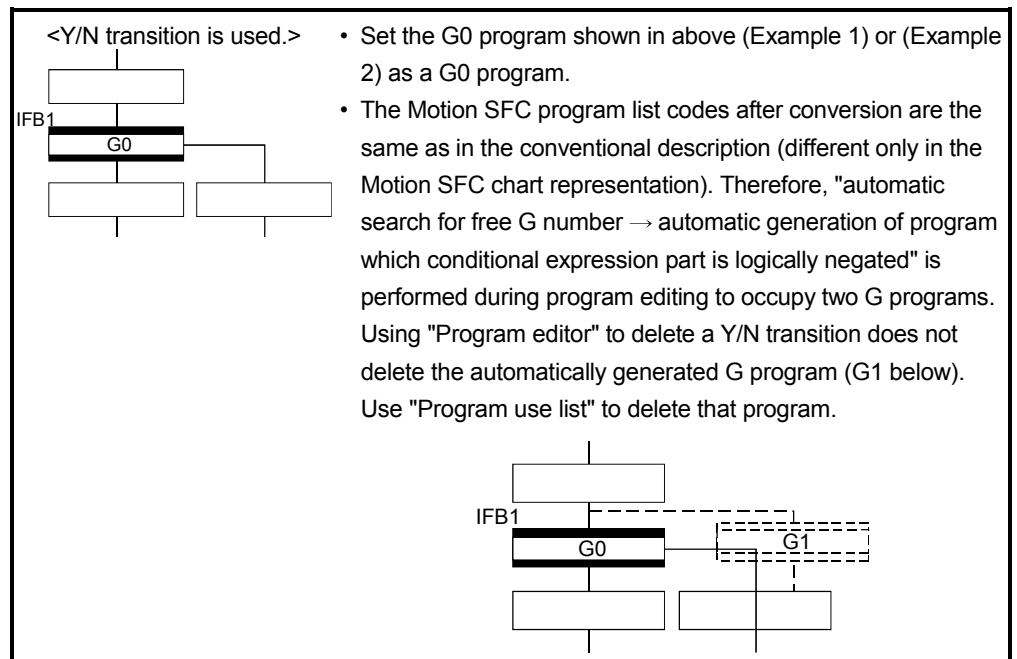 <Y/N transition is used.>
IFB1
G0
• Set the G0 program shown in above (Example 1) or (Example
2) as a G0 program.
• The Motion SFC program list codes after conversion are the
same as in the conventional description (different only in the
Motion SFC chart representation). Therefore, "automatic
search for free G number → automatic generation of program
which conditional expression part is logically negated" is
performed during program editing to occupy two G programs.
Using "Program editor" to delete a Y/N transition does not
delete the automatically generated G program (G1 below).
Use "Program use list" to delete that program.
IFB1
G0
G1